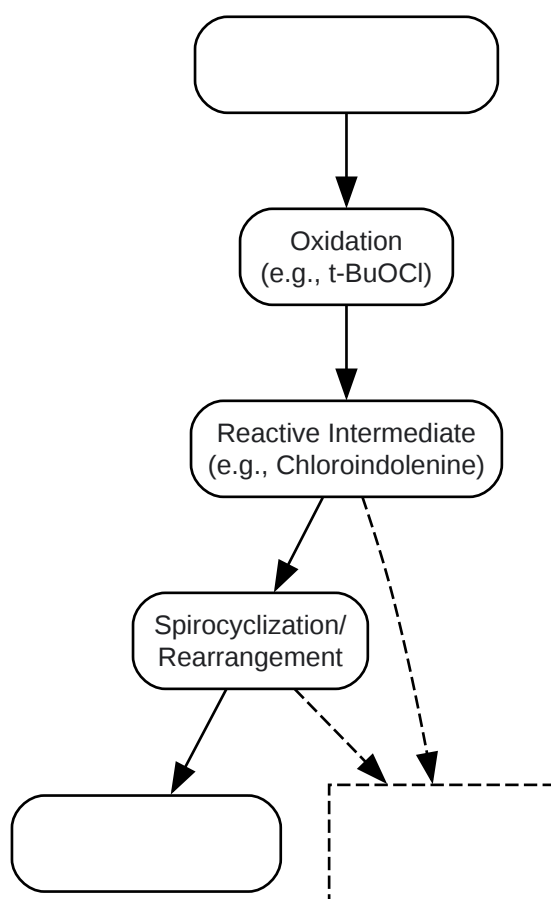 Oxidation
(e.g., t-BuOCl)
Reactive Intermediate
(e.g., Chloroindolenine)
Spirocyclization/
Rearrangement